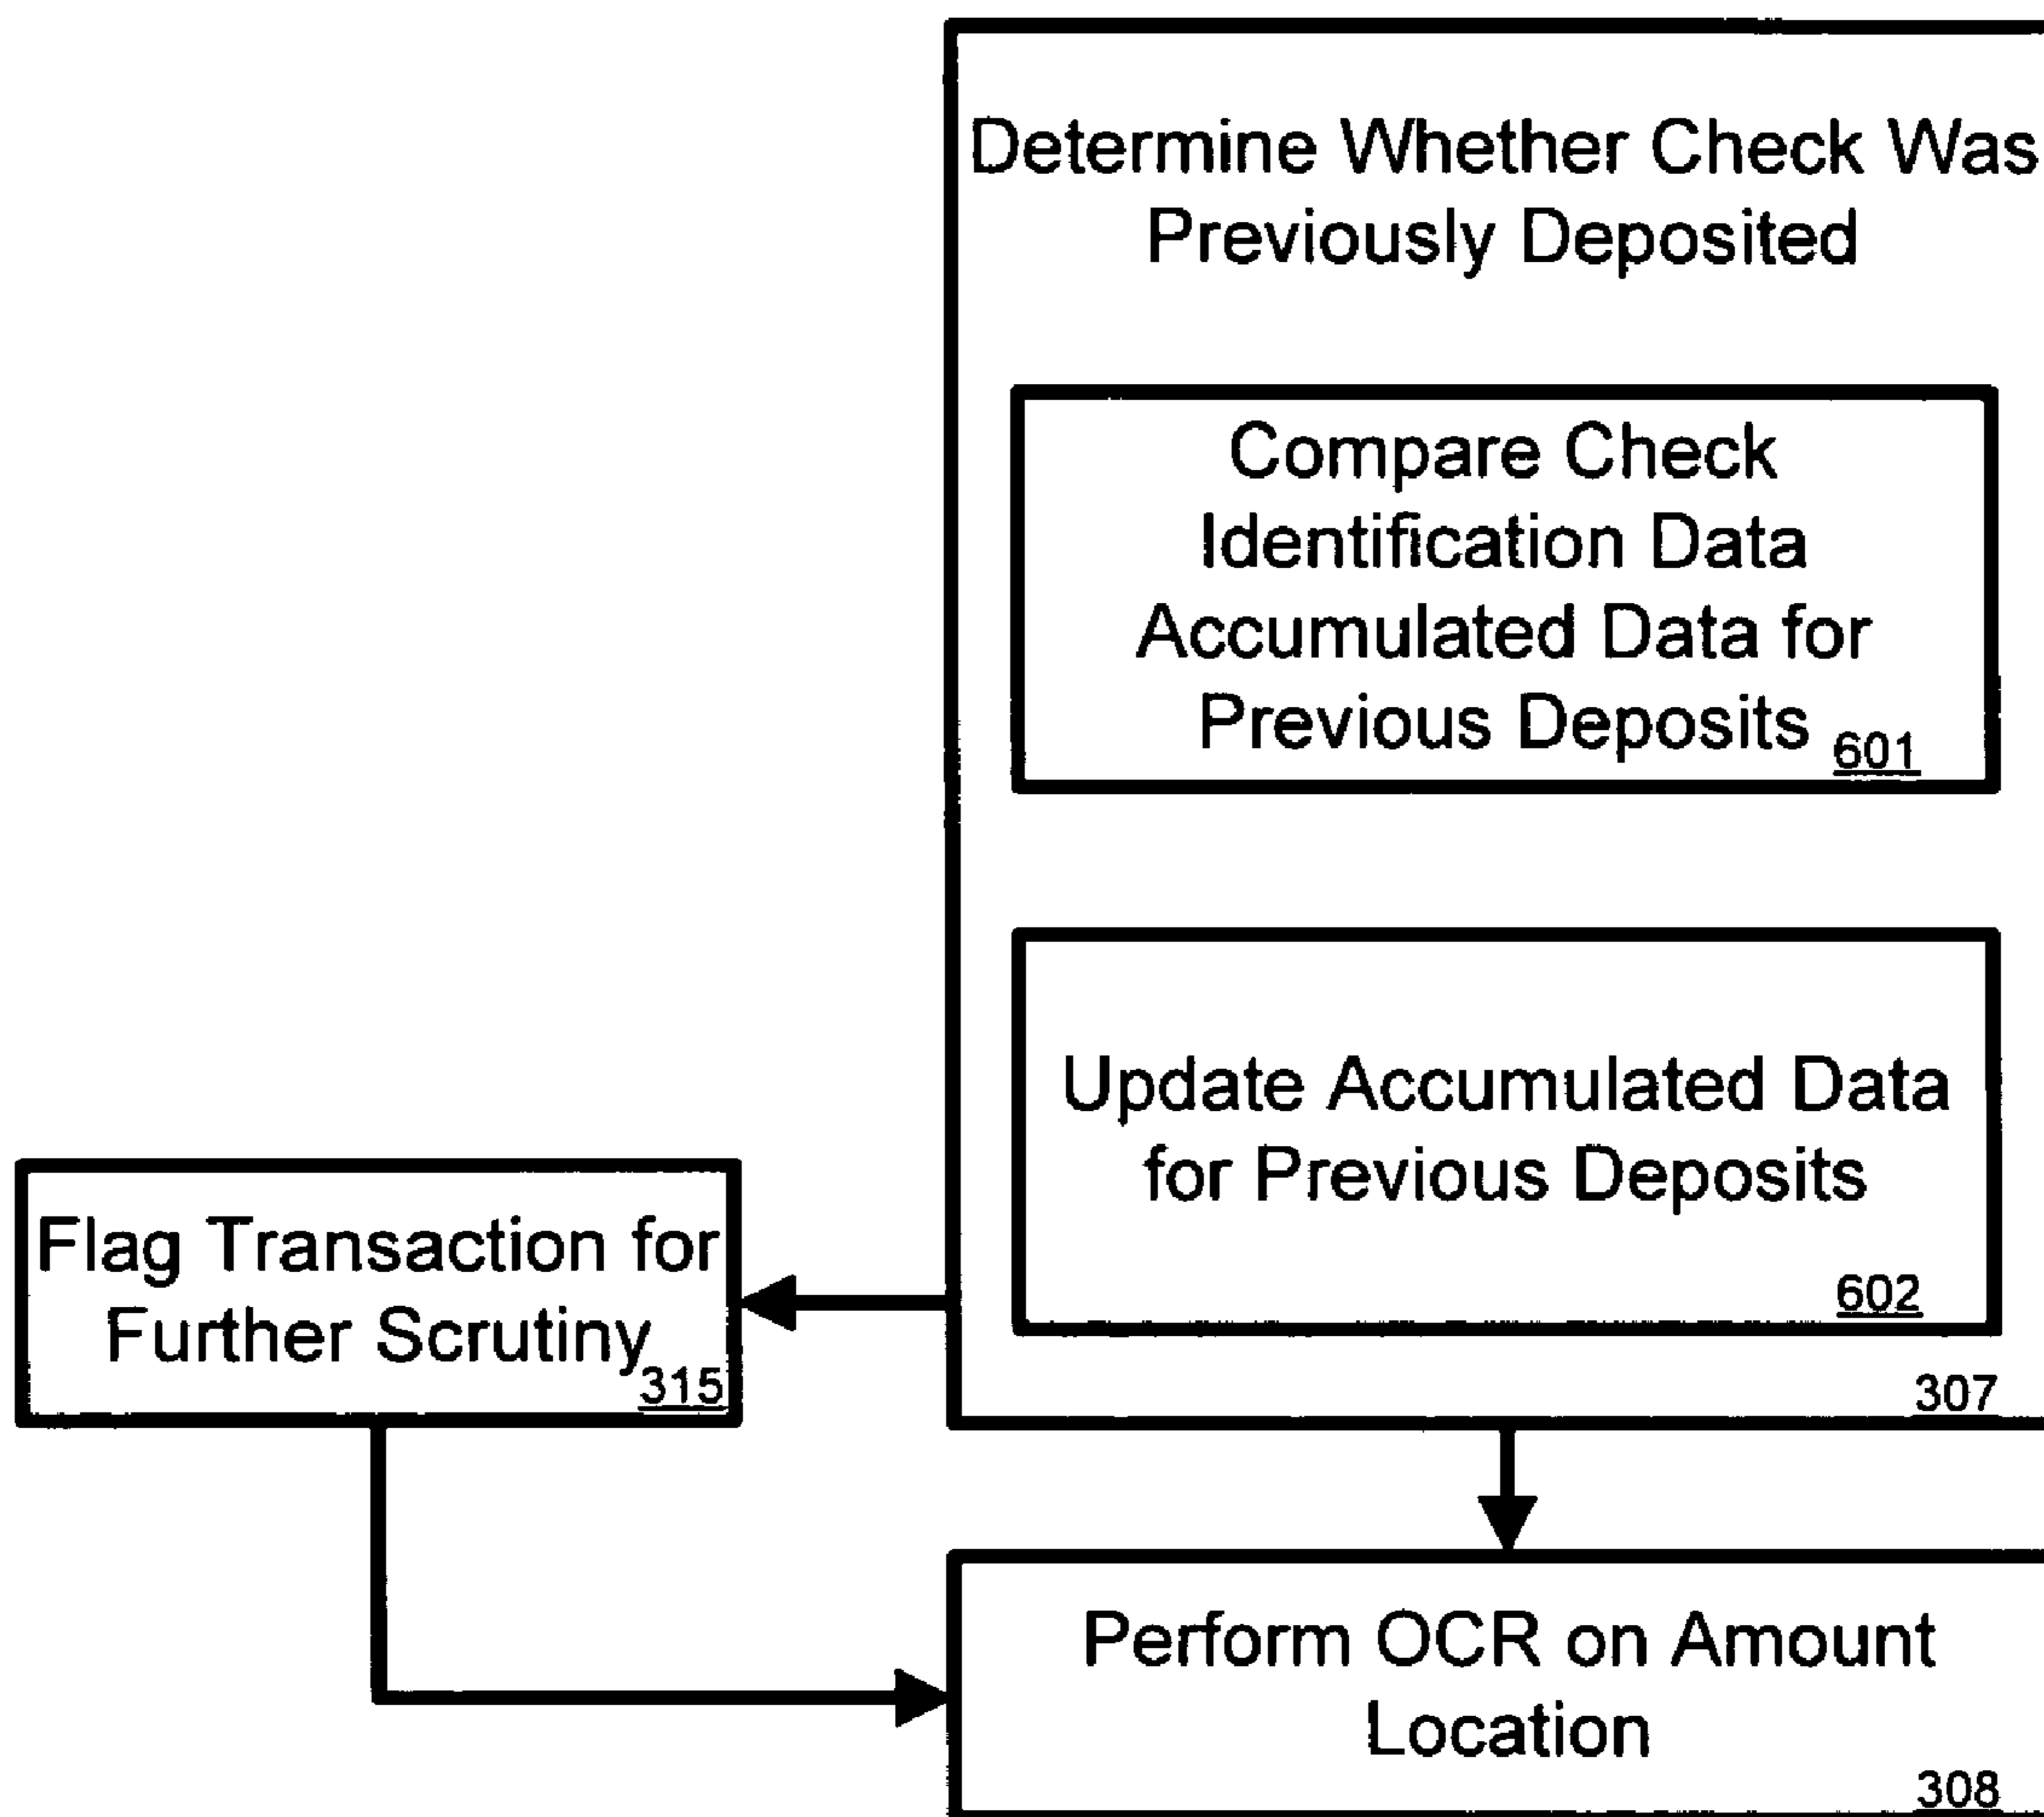 Determine Whether Check Was
Previously Deposited
Compare Check
Identification Data
Accumulated Data for
Previous Deposits
601
Update Accumulated Data
for Previous Deposits
602
307
Flag Transaction for
Further Scrutiny
315
Perform OCR on Amount
Location
308